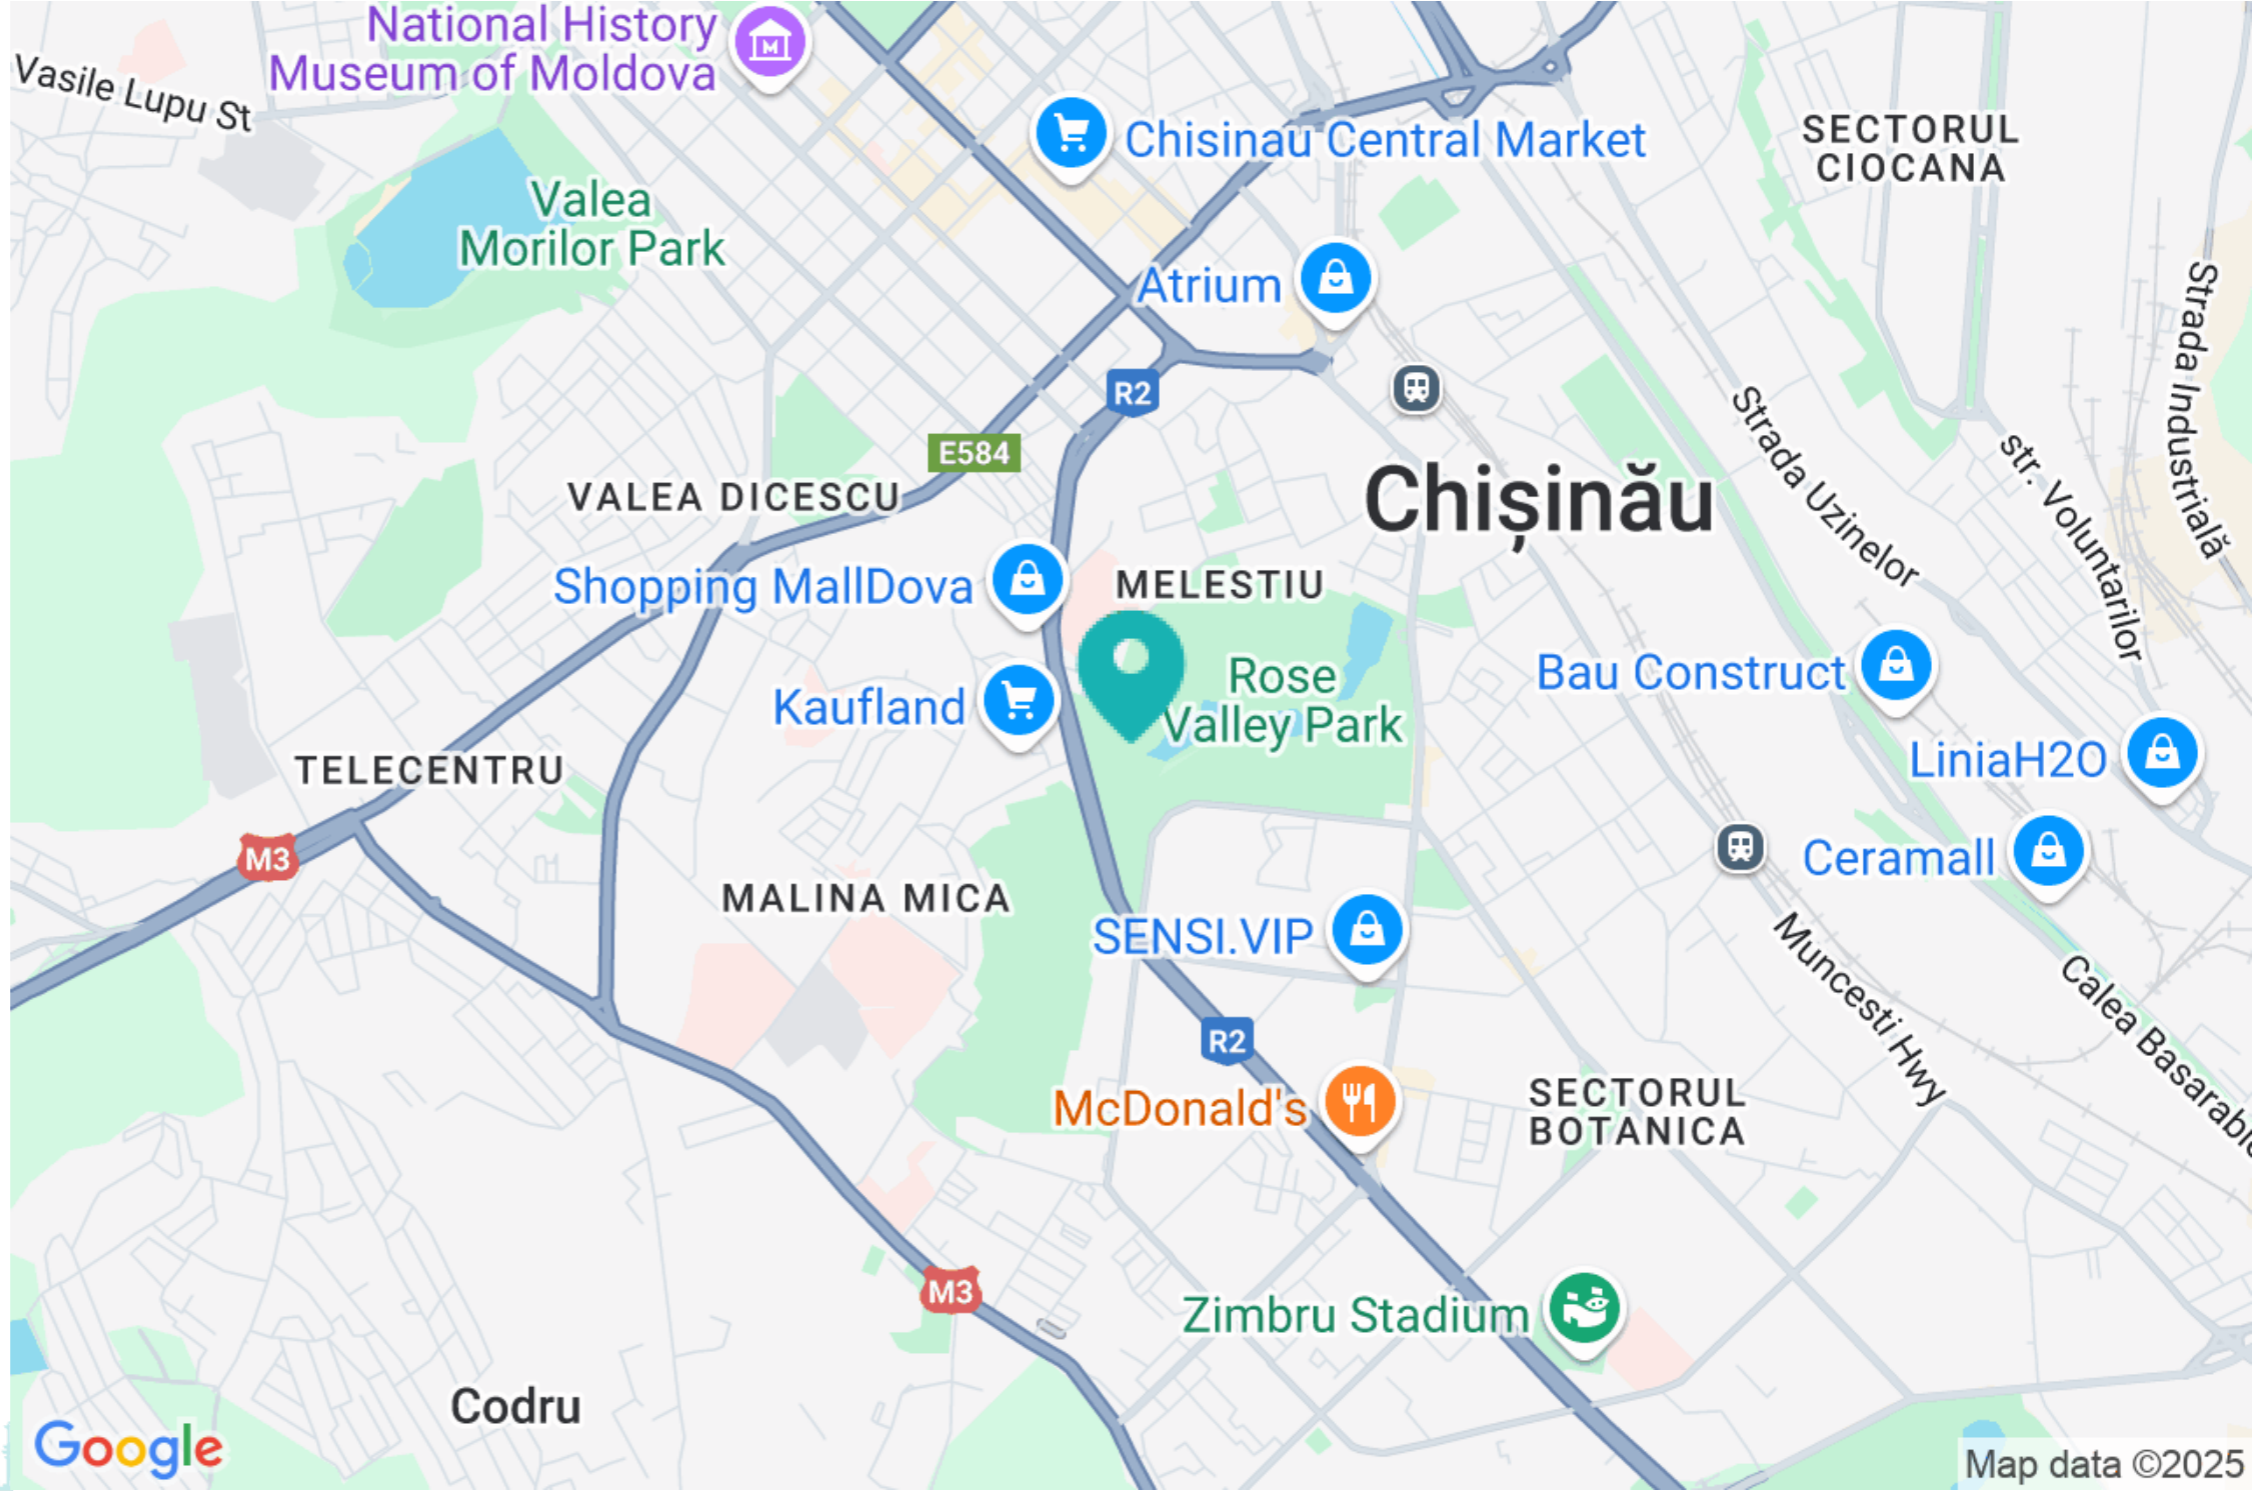 National History
Museum of Moldova
Vasile Lupu St
Chisinau Central Market
SECTORUL
CIOCANA
Valea
Morilor Park
Atrium
Strada Industrială
R2
E584
Strada Uzinelor
str. Voluntarilor
VALEA DICESCU
Chișinău
Shopping MallDova
MELESTIU
Kaufland
Rose
Valley Park
Bau Construct
LiniaH2O
TELECENTRU
M3
Ceramall
MALINA MICA
SENSI.VIP
Muncesti Hwy
Calea Basarabie
R2
McDonald's
SECTORUL
BOTANICA
M3
Zimbru Stadium
Codru
Google
Map data ©2025